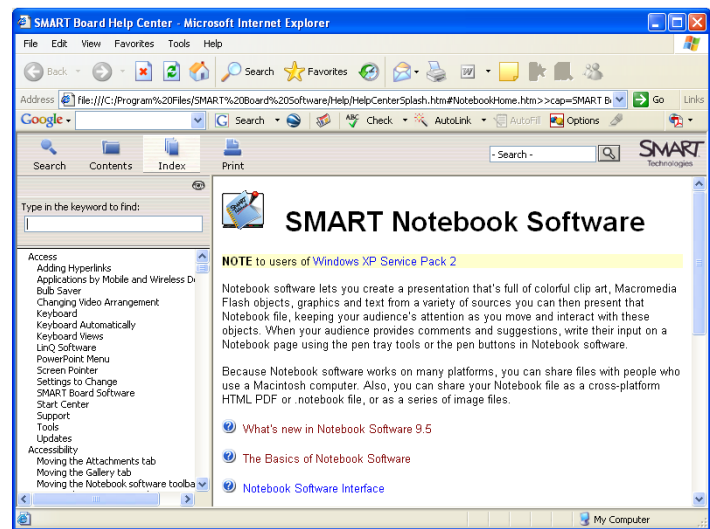 SMART Board Help Center - Microsoft Internet Explorer
File Edit View Favorites Tools Help
Back Search Favorites
Address file:///C:/Program%20Files/SMART%20Board%20Software/Help/HelpCenterSplash.htm#NotebookHome.htm>>cap=SMART B Go Links
Google Search Check AutoLink AutoFill Options
Search Contents Index Print - Search - SMART
Technologies
Type in the keyword to find:
SMART Notebook Software
Access
Adding Hyperlinks
Applications by Mobile and Wireless D
Bulb Saver
Changing Video Arrangement
Keyboard
Keyboard Automatically
Keyboard Views
LinQ Software
PowerPoint Menu
Screen Pointer
Settings to Change
SMART Board Software
Start Center
Support
Tools
Updates
Accessibility
Moving the Attachments tab
Moving the Gallery tab
Moving the Notebook software toolba
NOTE to users of Windows XP Service Pack 2
Notebook software lets you create a presentation that's full of colorful clip art, Macromedia
Flash objects, graphics and text from a variety of sources you can then present that
Notebook file, keeping your audience's attention as you move and interact with these
objects. When your audience provides comments and suggestions, write their input on a
Notebook page using the pen tray tools or the pen buttons in Notebook software.
Because Notebook software works on many platforms, you can share files with people who
use a Macintosh computer. Also, you can share your Notebook file as a cross-platform
HTML PDF or .notebook file, or as a series of image files.
What's new in Notebook Software 9.5
The Basics of Notebook Software
Notebook Software Interface
My Computer